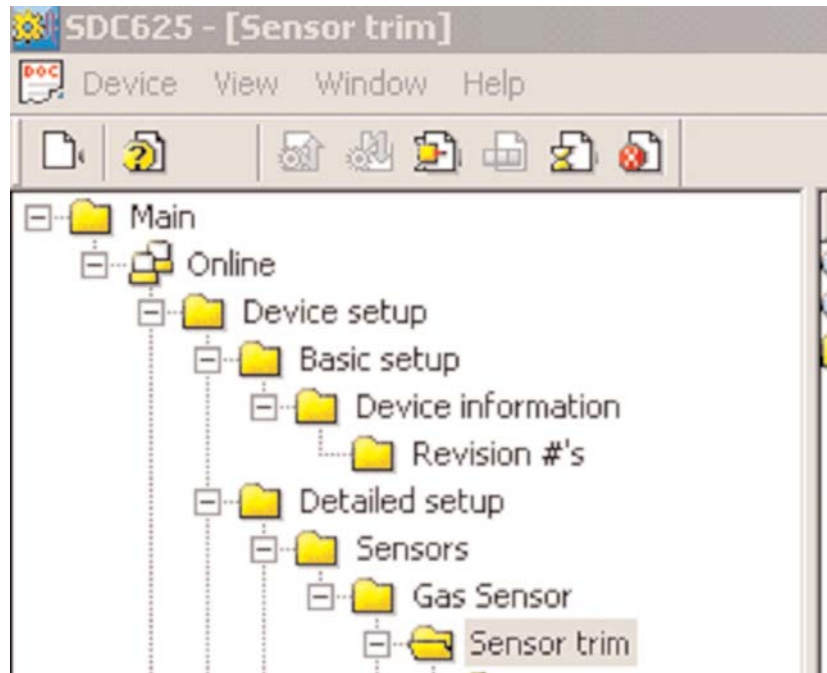 SDC625 - [Sensor trim]
DOC Device View Window Help
Main
Online
Device setup
Basic setup
Device information
Revision #'s
Detailed setup
Sensors
Gas Sensor
Sensor trim